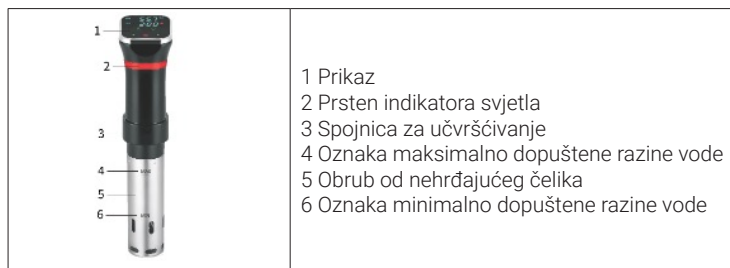 1
2
3
4
5
6
1 Prikaz
2 Prsten indikatora svjetla
3 Spojnica za učvršćivanje
4 Oznaka maksimalno dopuštene razine vode
5 Obrub od nehrđajućeg čelika
6 Oznaka minimalno dopuštene razine vode